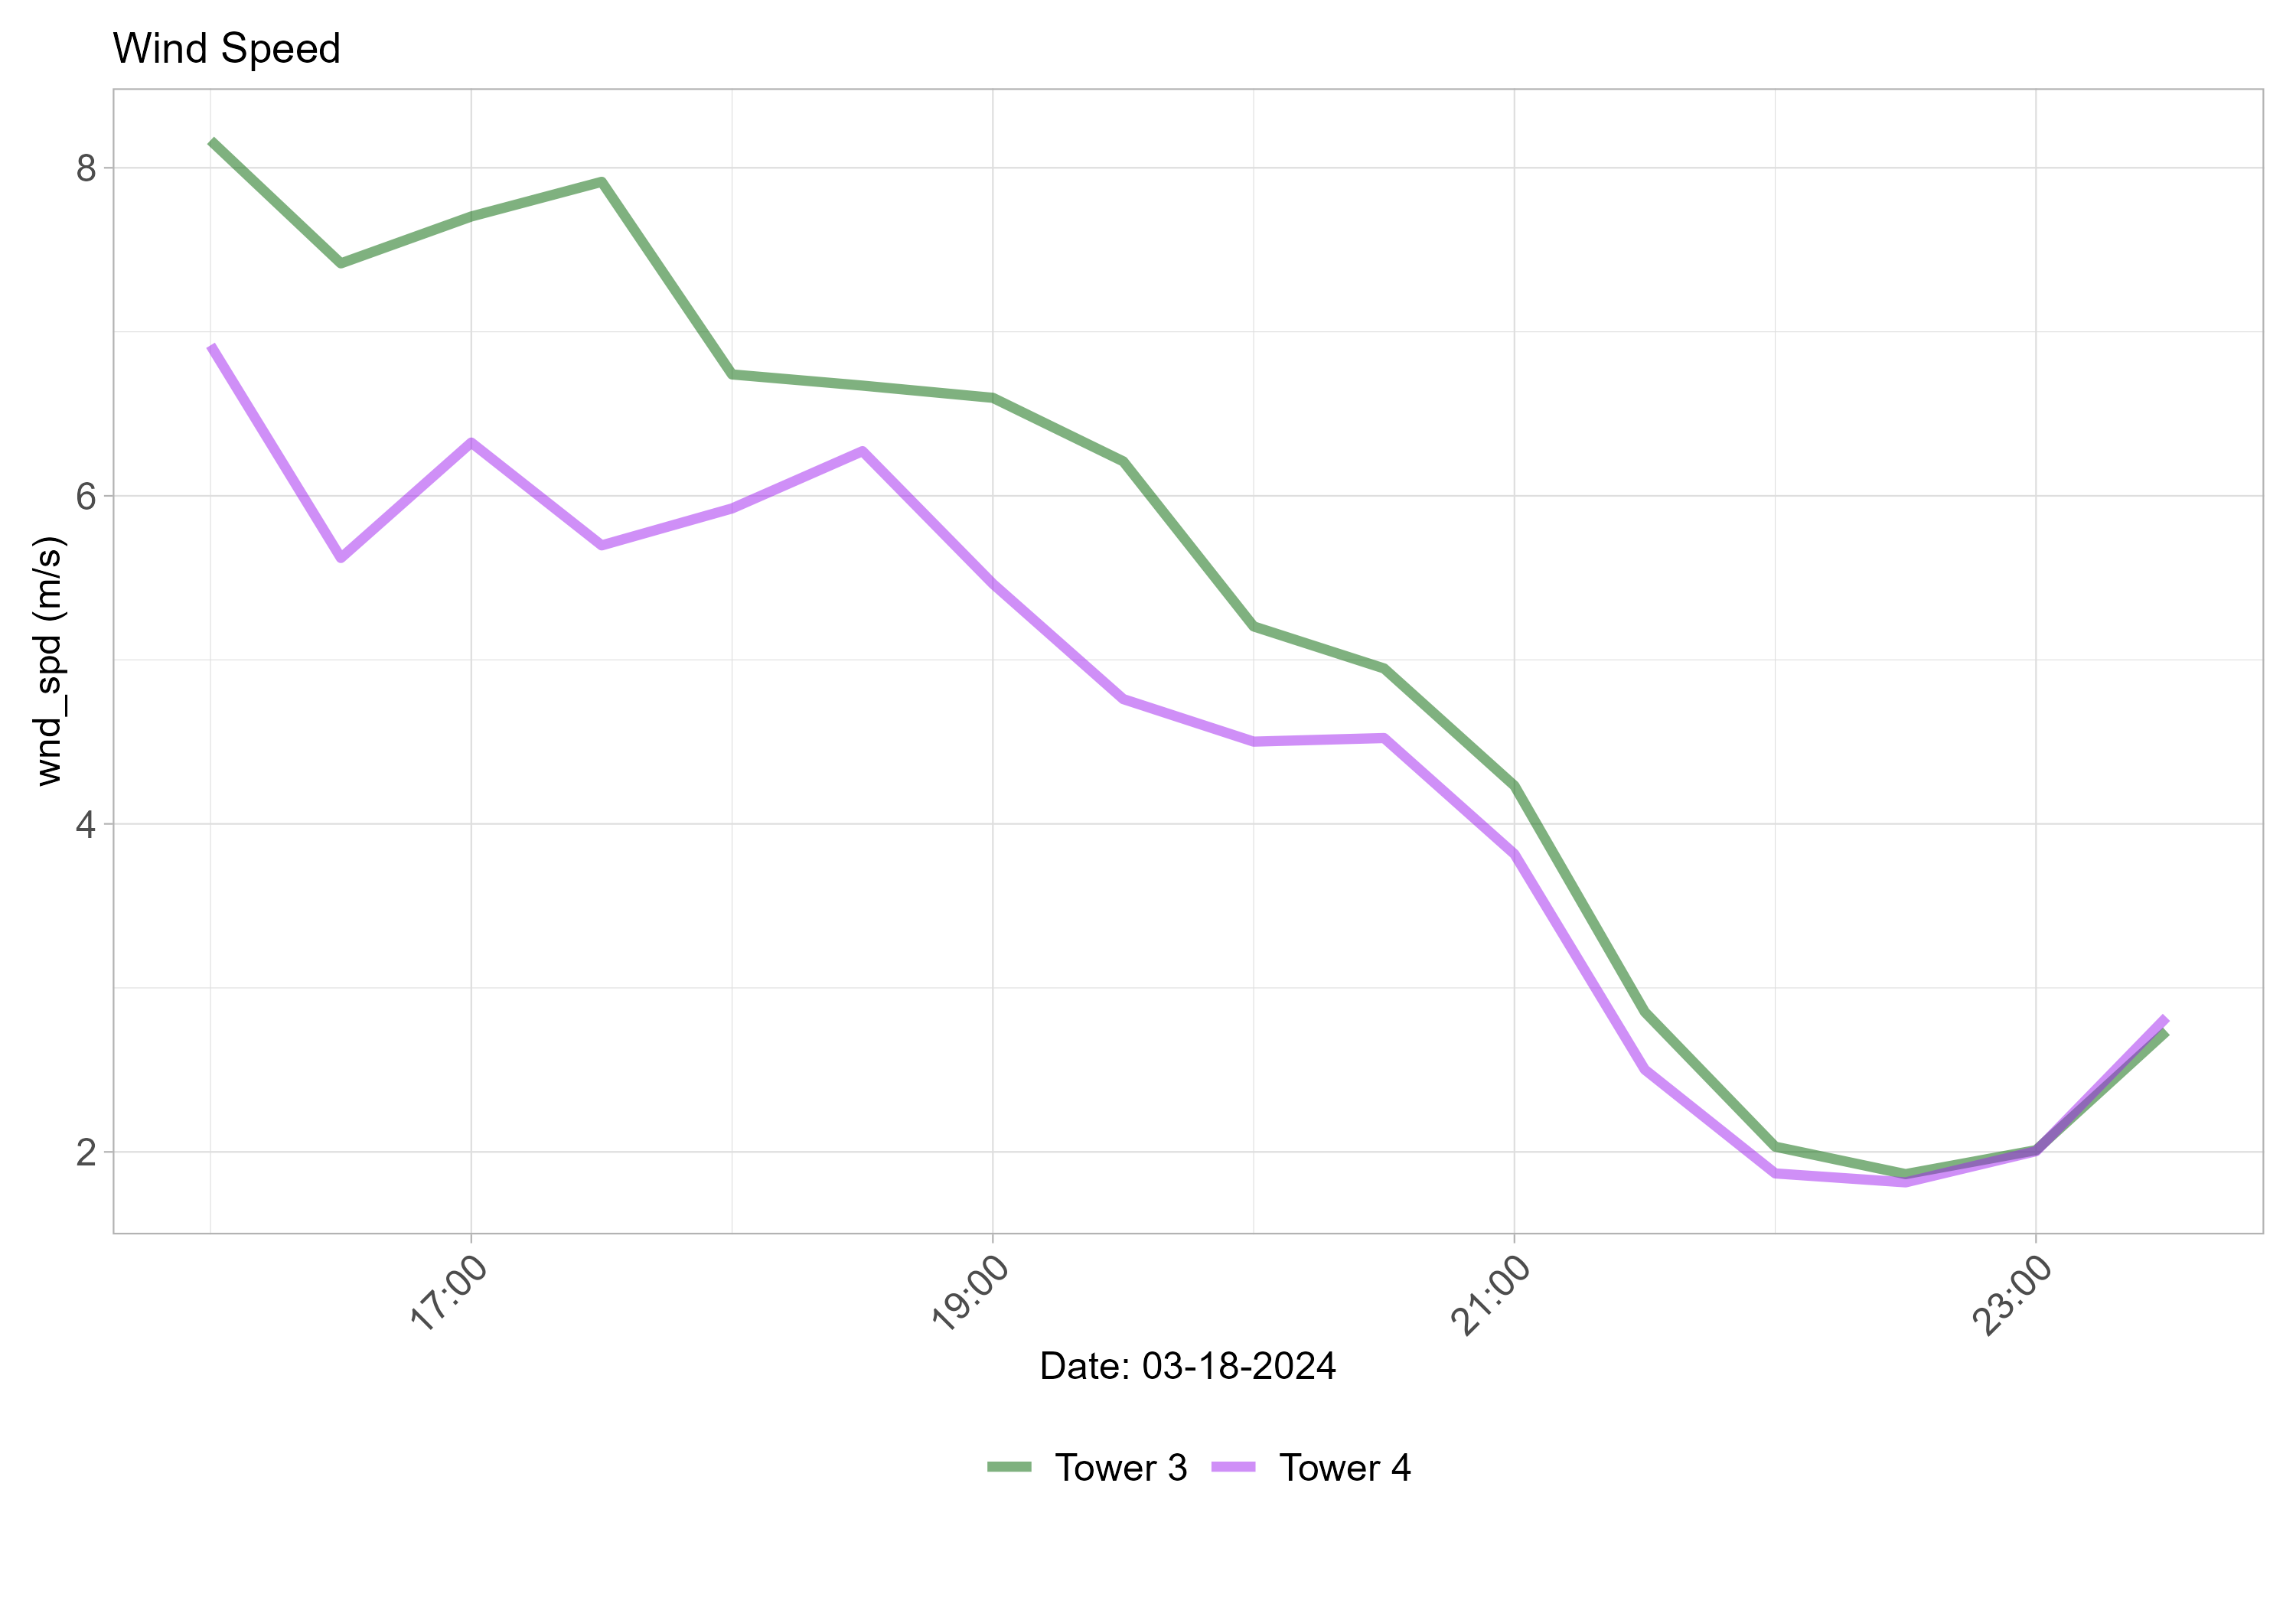 Wind Speed
wnd_spd (m/s)
8
6
4
2
17:00 19:00 21:00 23:00
Date: 03-18-2024
Tower 3 Tower 4